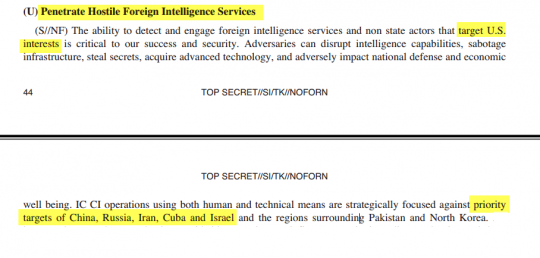 (U) Penetrate Hostile Foreign Intelligence Services
(S//NF) The ability to detect and engage foreign intelligence services and non state actors that target U.S.
interests is critical to our success and security. Adversaries can disrupt intelligence capabilities, sabotage
infrastructure, steal secrets, acquire advanced technology, and adversely impact national defense and economic
44
TOP SECRET//SI/TK//NOFORN
TOP SECRET//SI/TK//NOFORN
well being. IC CI operations using both human and technical means are strategically focused against priority
targets of China, Russia, Iran, Cuba and Israel and the regions surrounding Pakistan and North Korea.